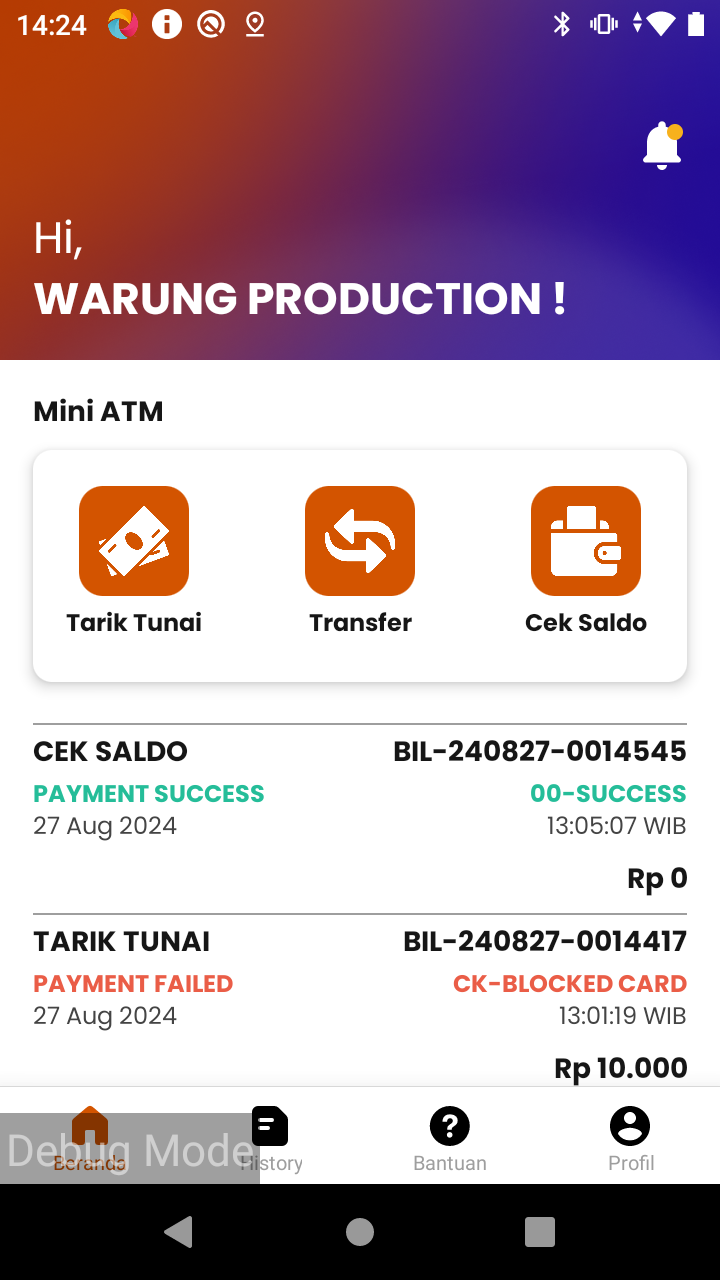 14:24
Hi,
WARUNG PRODUCTION !
Mini ATM
Tarik Tunai Transfer Cek Saldo
CEK SALDO BIL-240827-0014545
PAYMENT SUCCESS 00-SUCCESS
27 Aug 2024 13:05:07 WIB
Rp 0
TARIK TUNAI BIL-240827-0014417
PAYMENT FAILED CK-BLOCKED CARD
27 Aug 2024 13:01:19 WIB
Rp 10.000
Debug Mode
Beranda History Bantuan Profil